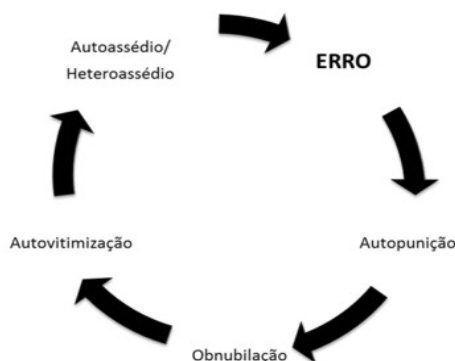 Autoassédio/
Heteroassédio
ERRO
Autopunição
Obnubilação
Autovitimização